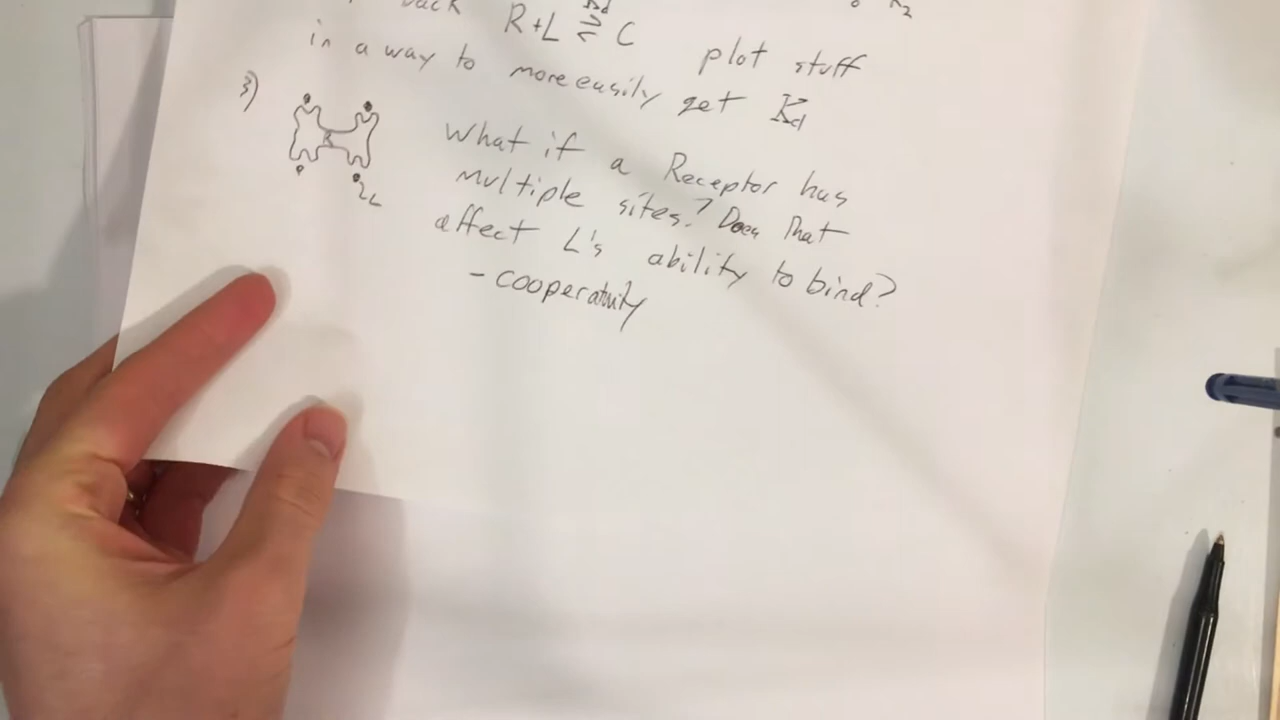 back R+L ⇌ C plot stuff
in a way to more easily get Kd
3) R L
What if a Receptor has
multiple sites? Does that
affect L's ability to bind?
- cooperativity